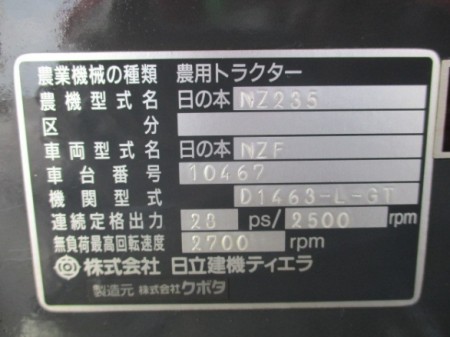 農業機械の種類 農用トラクター
農機型式名 日の本 NZ235
区分
車両型式名 日の本 NZF
車台番号 10467
機関型式 D1463-L-GT
連続定格出力 28 ps/ 2500 rpm
無負荷最高回転速度 2700 rpm
株式会社 日立建機ティエラ
製造元 株式会社クボタ